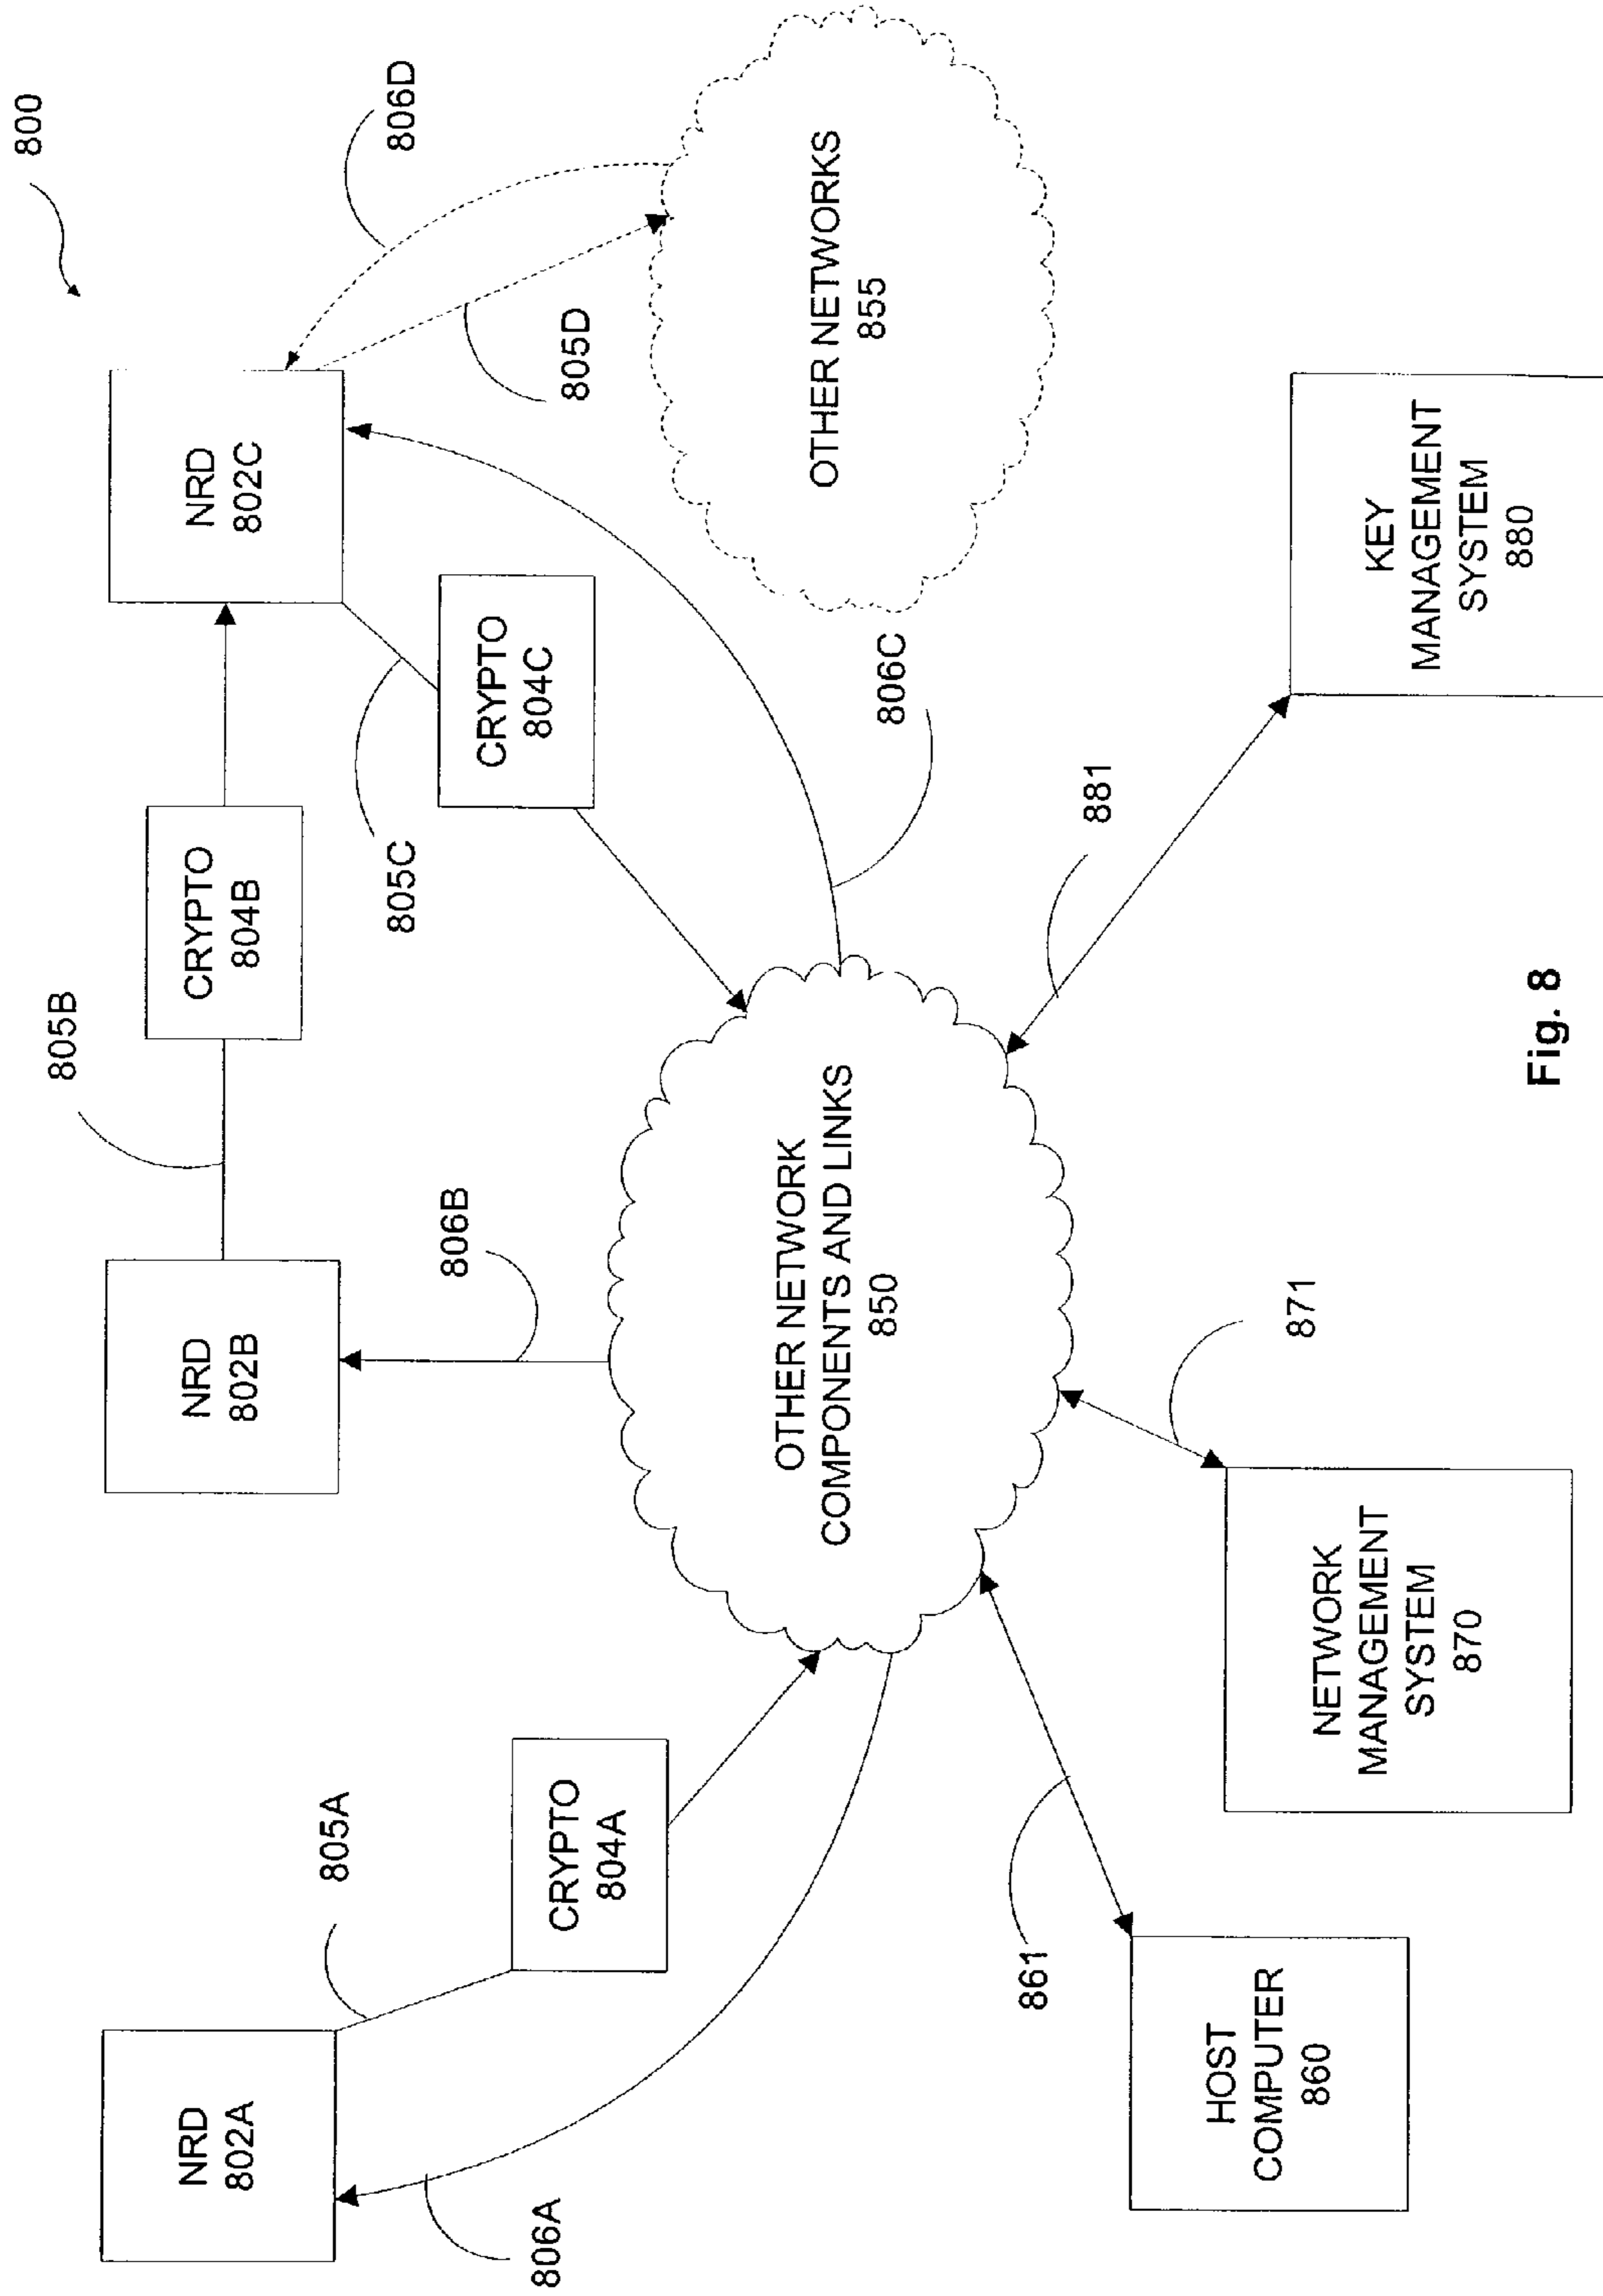 800
805B
806D
NRD
802A
805A
NRD
802B
CRYPTO
804B
NRD
802C
805D
805C
806B
CRYPTO
804C
806A
CRYPTO
804A
OTHER NETWORK
COMPONENTS AND LINKS
850
806C
OTHER NETWORKS
855
861
871
881
HOST
COMPUTER
860
NETWORK
MANAGEMENT
SYSTEM
870
KEY
MANAGEMENT
SYSTEM
880
Fig. 8